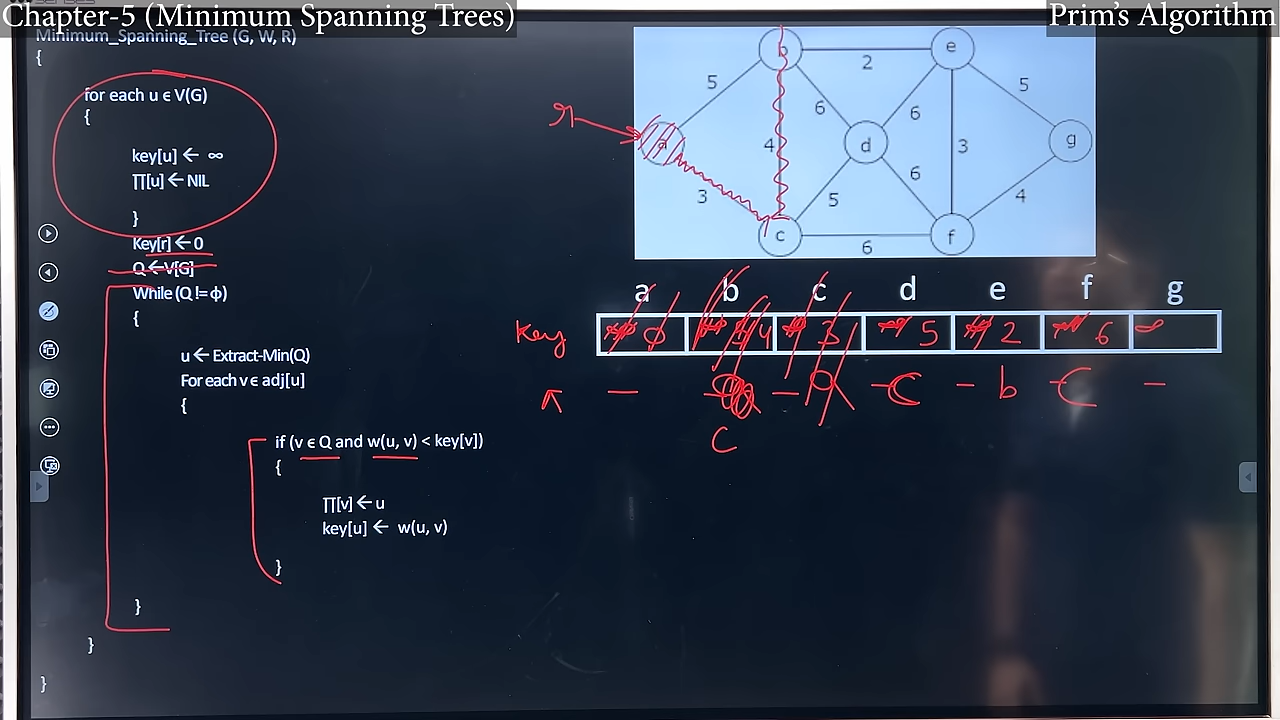 Chapter-5 (Minimum Spanning Trees)
Prim's Algorithm
Minimum_Spanning_Tree (G, W, R)
{
for each u ϵ V(G)
{
key[u] ← ∞
∏[u] ← NIL
}
Key[r] ← 0
Q ← V[G]
While (Q != ϕ)
{
u ← Extract-Min(Q)
For each v ϵ adj[u]
{
if (v ϵ Q and w(u, v) < key[v])
{
∏[v] ← u
key[u] ← w(u, v)
}
}
}
}
r
b 2 e
5 6 6 5
a 4 d 3 g
3 5 6 4
c 6 f
a b c d e f g
Key 0 4 3 5 2 6 ∞
π — C — C — b — C —
C